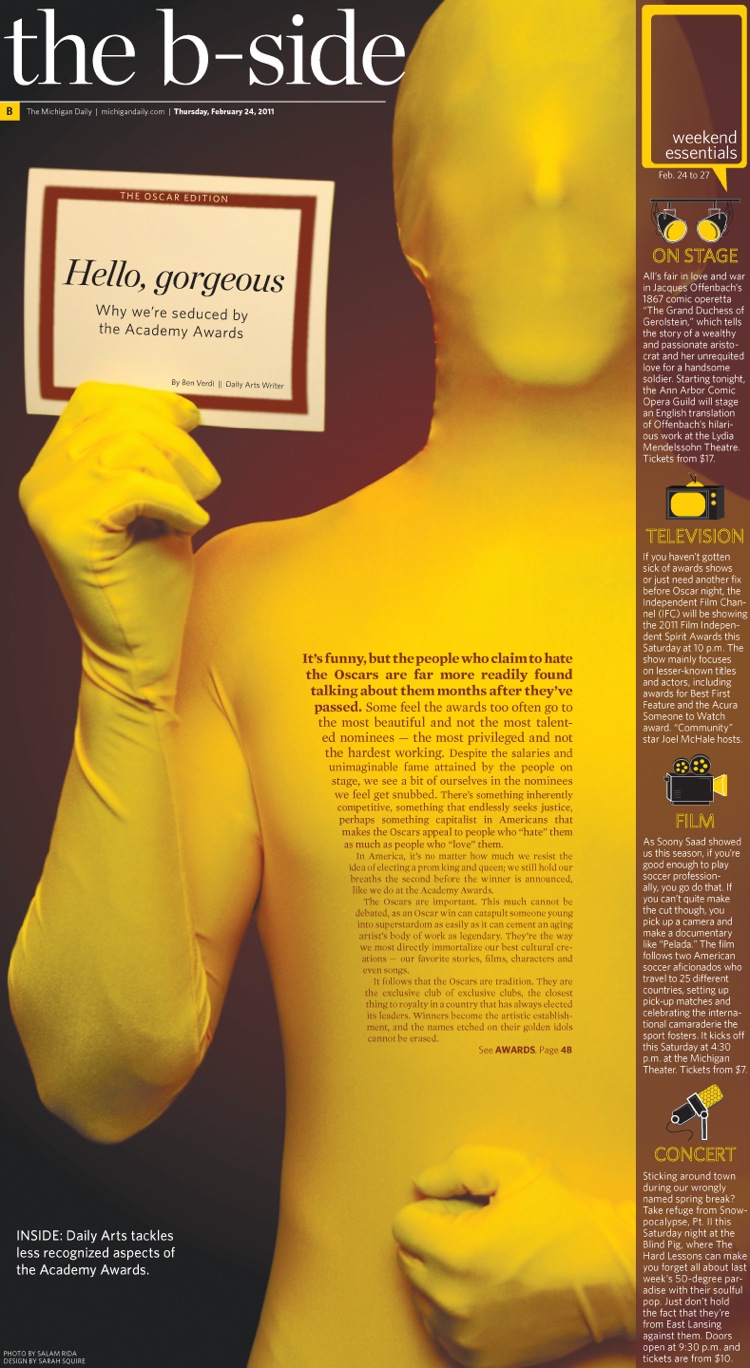 the b-side
B
The Michigan Daily | michigandaily.com | Thursday, February 24, 2011
THE OSCAR EDITION
Hello, gorgeous
Why we're seduced by
the Academy Awards
By Ben Verdi || Daily Arts Writer
It's funny, but the people who claim to hate
the Oscars are far more readily found
talking about them months after they've
passed. Some feel the awards too often go to
the most beautiful and not the most talent-
ed nominees — the most privileged and not
the hardest working. Despite the salaries and
unimaginable fame attained by the people on
stage, we see a bit of ourselves in the nominees
we feel get snubbed. There's something inherently
competitive, something that endlessly seeks justice,
perhaps something capitalist in Americans that
makes the Oscars appeal to people who “hate” them
as much as people who “love” them.
In America, it's no matter how much we resist the
idea of electing a prom king and queen; we still hold our
breaths the second before the winner is announced,
like we do at the Academy Awards.
The Oscars are important. This much cannot be
debated, as an Oscar win can catapult someone young
into superstardom as easily as it can cement an aging
artist's body of work as legendary. They're the way
we most directly immortalize our best cultural cre-
ations — our favorite stories, films, characters and
even songs.
It follows that the Oscars are tradition. They are
the exclusive club of exclusive clubs, the closest
thing to royalty in a country that has always elected
its leaders. Winners become the artistic establish-
ment, and the names etched on their golden idols
cannot be erased.
See AWARDS, Page 4B
INSIDE: Daily Arts tackles
less recognized aspects of
the Academy Awards.
PHOTO BY SALAM RIDA
DESIGN BY SARAH SQUIRE
weekend
essentials
Feb. 24 to 27
ON STAGE
All's fair in love and war
in Jacques Offenbach's
1867 comic operetta
“The Grand Duchess of
Gerolstein,” which tells
the story of a wealthy
and passionate aristo-
crat and her unrequited
love for a handsome
soldier. Starting tonight,
the Ann Arbor Comic
Opera Guild will stage
an English translation
of Offenbach's hilari-
ous work at the Lydia
Mendelssohn Theatre.
Tickets from $17.
TELEVISION
If you haven't gotten
sick of awards shows
or just need another fix
before Oscar night, the
Independent Film Chan-
nel (IFC) will be showing
the 2011 Film Indepen-
dent Spirit Awards this
Saturday at 10 p.m. The
show mainly focuses
on lesser-known titles
and actors, including
awards for Best First
Feature and the Acura
Someone to Watch
award. “Community”
star Joel McHale hosts.
FILM
As Soony Saad showed
us this season, if you're
good enough to play
soccer profession-
ally, you go do that. If
you can't quite make
the cut though, you
pick up a camera and
make a documentary
like “Pelada.” The film
follows two American
soccer aficionados who
travel to 25 different
countries, setting up
pick-up matches and
celebrating the interna-
tional camaraderie the
sport fosters. It kicks off
this Saturday at 4:30
p.m. at the Michigan
Theater. Tickets from $7.
CONCERT
Sticking around town
during our wrongly
named spring break?
Take refuge from Snow-
pocalypse, Pt. II this
Saturday night at the
Blind Pig, where The
Hard Lessons can make
you forget all about last
week's 50-degree par-
adise with their soulful
pop. Just don't hold
the fact that they're
from East Lansing
against them. Doors
open at 9:30 p.m. and
tickets are from $10.